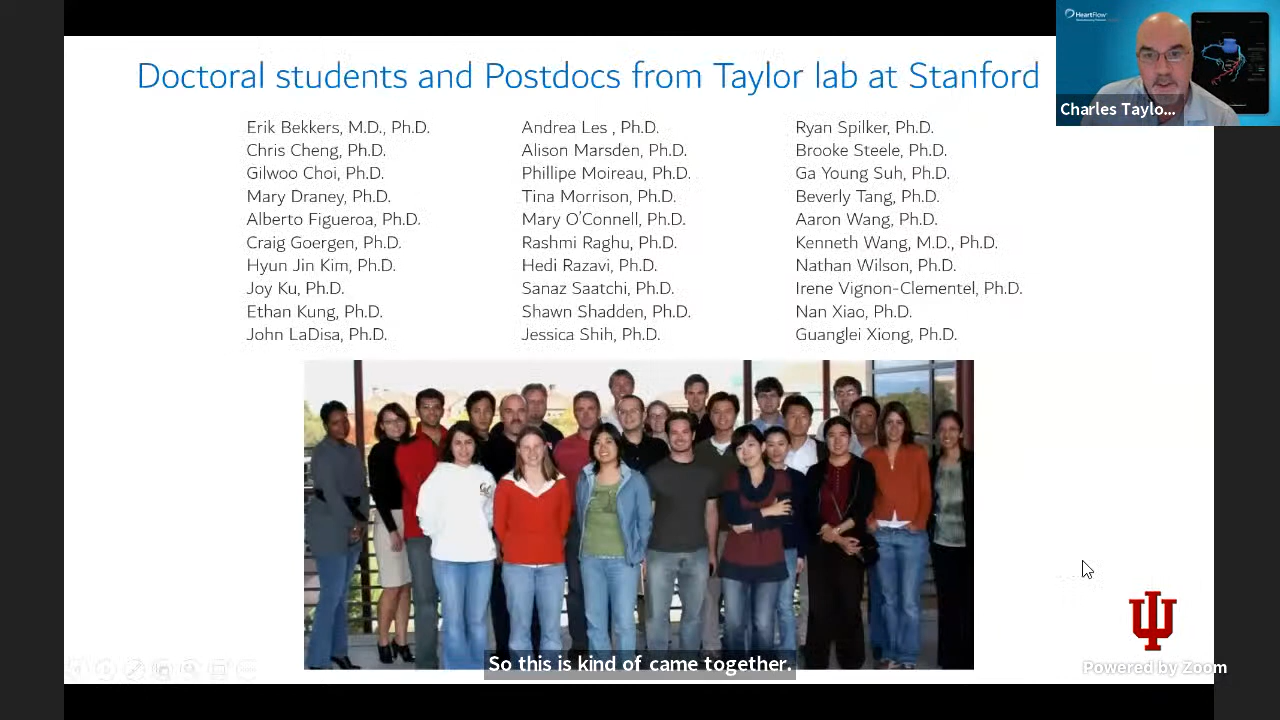 Doctoral students and Postdocs from Taylor lab at Stanford
HeartFlow
Charles Taylo...
Erik Bekkers, M.D., Ph.D.
Chris Cheng, Ph.D.
Gilwoo Choi, Ph.D.
Mary Draney, Ph.D.
Alberto Figueroa, Ph.D.
Craig Goergen, Ph.D.
Hyun Jin Kim, Ph.D.
Joy Ku, Ph.D.
Ethan Kung, Ph.D.
John LaDisa, Ph.D.
Andrea Les , Ph.D.
Alison Marsden, Ph.D.
Phillipe Moireau, Ph.D.
Tina Morrison, Ph.D.
Mary O'Connell, Ph.D.
Rashmi Raghu, Ph.D.
Hedi Razavi, Ph.D.
Sanaz Saatchi, Ph.D.
Shawn Shadden, Ph.D.
Jessica Shih, Ph.D.
Ryan Spilker, Ph.D.
Brooke Steele, Ph.D.
Ga Young Suh, Ph.D.
Beverly Tang, Ph.D.
Aaron Wang, Ph.D.
Kenneth Wang, M.D., Ph.D.
Nathan Wilson, Ph.D.
Irene Vignon-Clementel, Ph.D.
Nan Xiao, Ph.D.
Guanglei Xiong, Ph.D.
So this is kind of came together.
Powered by Zoom